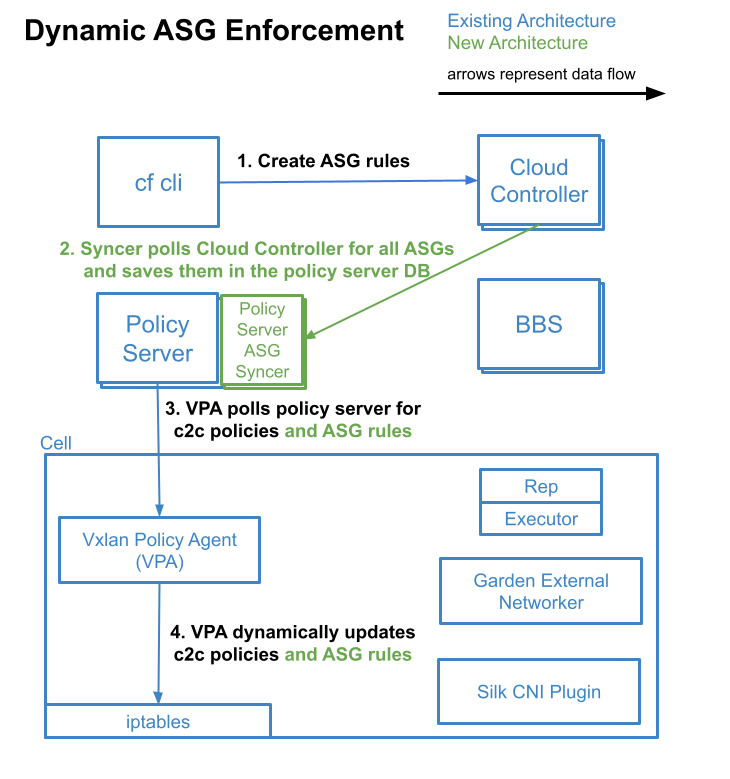 Dynamic ASG Enforcement
Existing Architecture
New Architecture
arrows represent data flow
cf cli
1. Create ASG rules
Cloud
Controller
2. Syncer polls Cloud Controller for all ASGs
and saves them in the policy server DB
Policy
Server
Policy
Server
ASG
Syncer
BBS
3. VPA polls policy server for
c2c policies and ASG rules
Cell
Rep
Executor
Vxlan Policy Agent
(VPA)
Garden External
Networker
4. VPA dynamically updates
c2c policies and ASG rules
Silk CNI Plugin
iptables